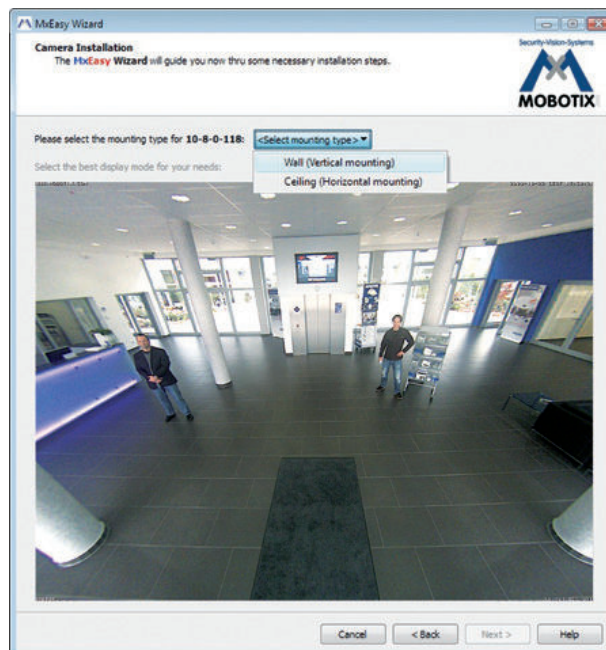 MxEasy Wizard
Camera Installation
The MxEasy Wizard will guide you now thru some necessary installation steps.
Security-Vision-Systems
MOBOTIX
Please select the mounting type for 10-8-0-118:
<Select mounting type>
Wall (Vertical mounting)
Ceiling (Horizontal mounting)
Select the best display mode for your needs:
Cancel
< Back
Next >
Help